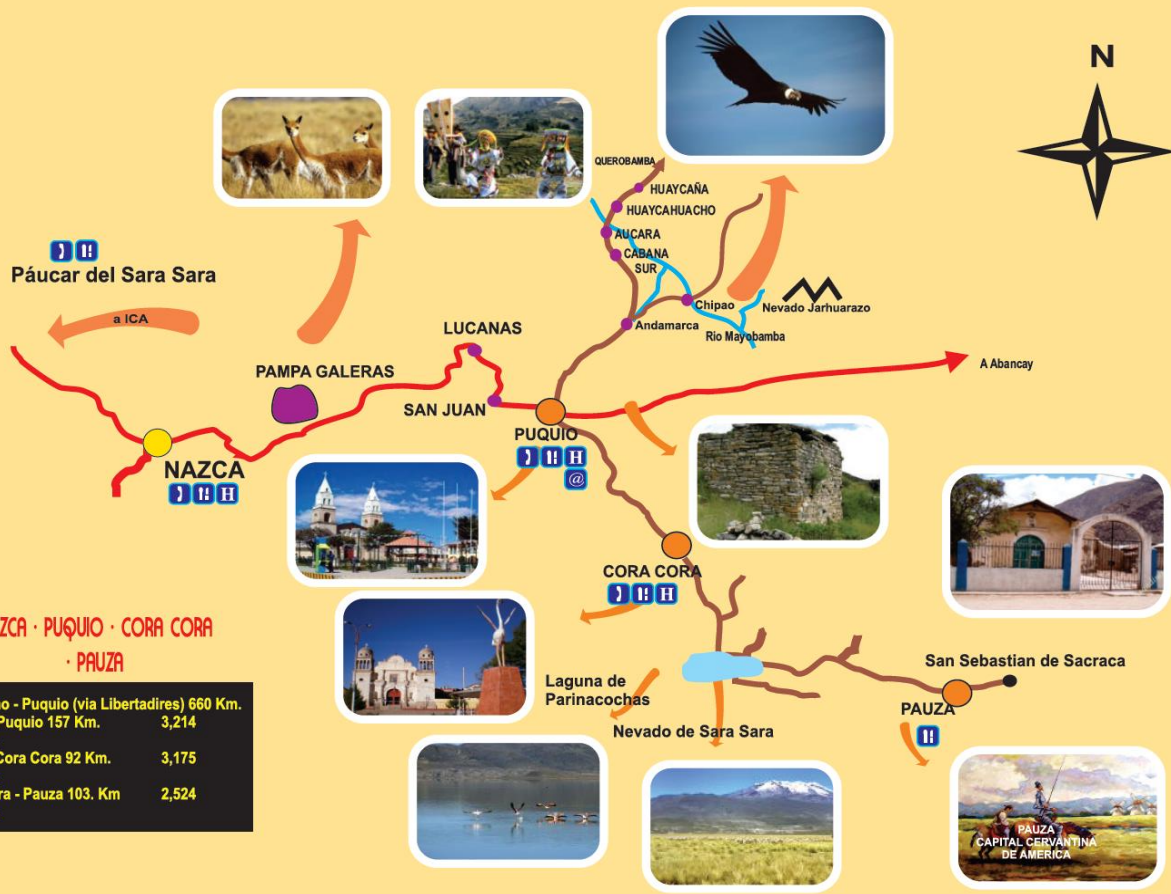 N
QUEROBAMBA
HUAYCAÑA
HUAYCAHUACHO
AUCARA
CABANA
SUR
Páucar del Sara Sara
a ICA
Chipao
Nevado Jarhuarazo
Andamarca
Rio Mayobamba
LUCANAS
A Abancay
PAMPA GALERAS
SAN JUAN
PUQUIO
H
@
NAZCA
H
CORA CORA
H
ZCA · PUQUIO · CORA CORA
· PAUZA
o - Puquio (via Libertadires) 660 Km.
Puquio 157 Km. 3,214
Cora Cora 92 Km. 3,175
ra - Pauza 103. Km 2,524
Laguna de
Parinacochas
Nevado de Sara Sara
San Sebastian de Sacraca
PAUZA
PAUZA
CAPITAL CERVANTINA
DE AMERICA